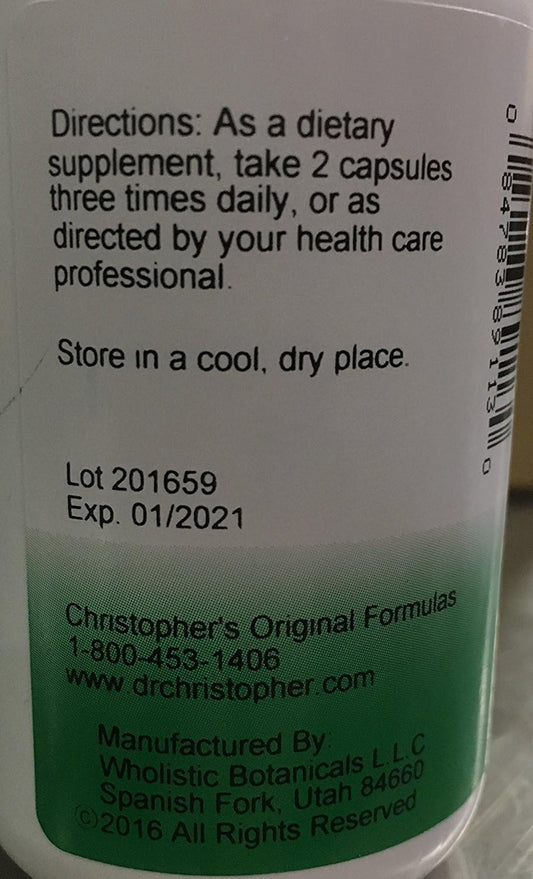 Directions: As a dietary
supplement, take 2 capsules
three times daily, or as
directed by your health care
professional.
Store in a cool, dry place.
Lot 201659
Exp. 01/2021
Christopher's Original Formulas
1-800-453-1406
www.drchristopher.com
Manufactured By:
Wholistic Botanicals L.L.C
Spanish Fork, Utah 84660
©2016 All Rights Reserved
0 84783 89113 0